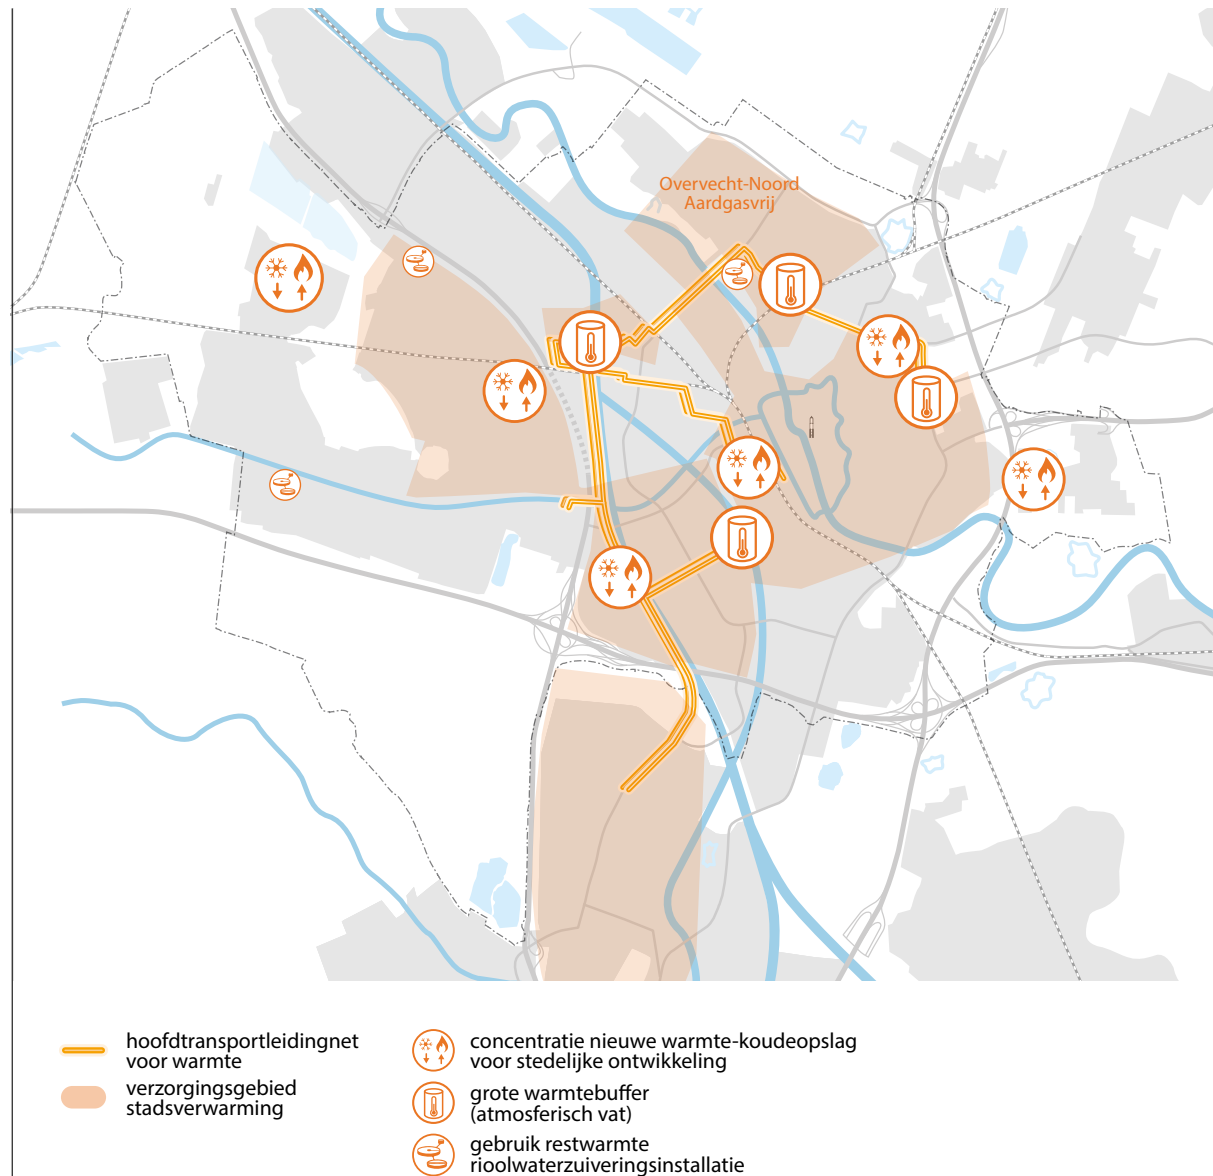 Overvecht-Noord
Aardgasvrij
hoofdtransportleidingnet
voor warmte
verzorgingsgebied
stadsverwarming
concentratie nieuwe warmte-koudeopslag
voor stedelijke ontwikkeling
grote warmtebuffer
(atmosferisch vat)
gebruik restwarmte
rioolwaterzuiveringsinstallatie